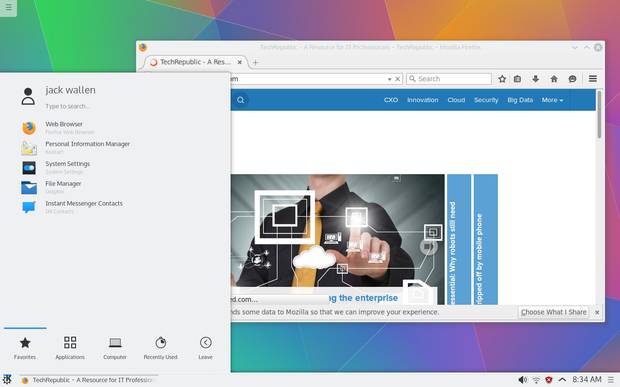 TechRepublic - A Resource for IT Professionals - TechRepublic - Mozilla Firefox
TechRepublic - A Res...
om
Search
CXO Innovation Cloud Security Big Data More
jack wallen
Type to search...
Web Browser
Firefox Web Browser
Personal Information Manager
Kontact
System Settings
System Settings
File Manager
Dolphin
Instant Messenger Contacts
IM Contacts
essential: Why robots still need
ripped off by mobile phone
ng the enterprise
ed.com...
nds some data to Mozilla so that we can improve your experience.
Choose What I Share
Favorites Applications Computer Recently Used Leave
TechRepublic - A Resource for IT Profession
8:34 AM